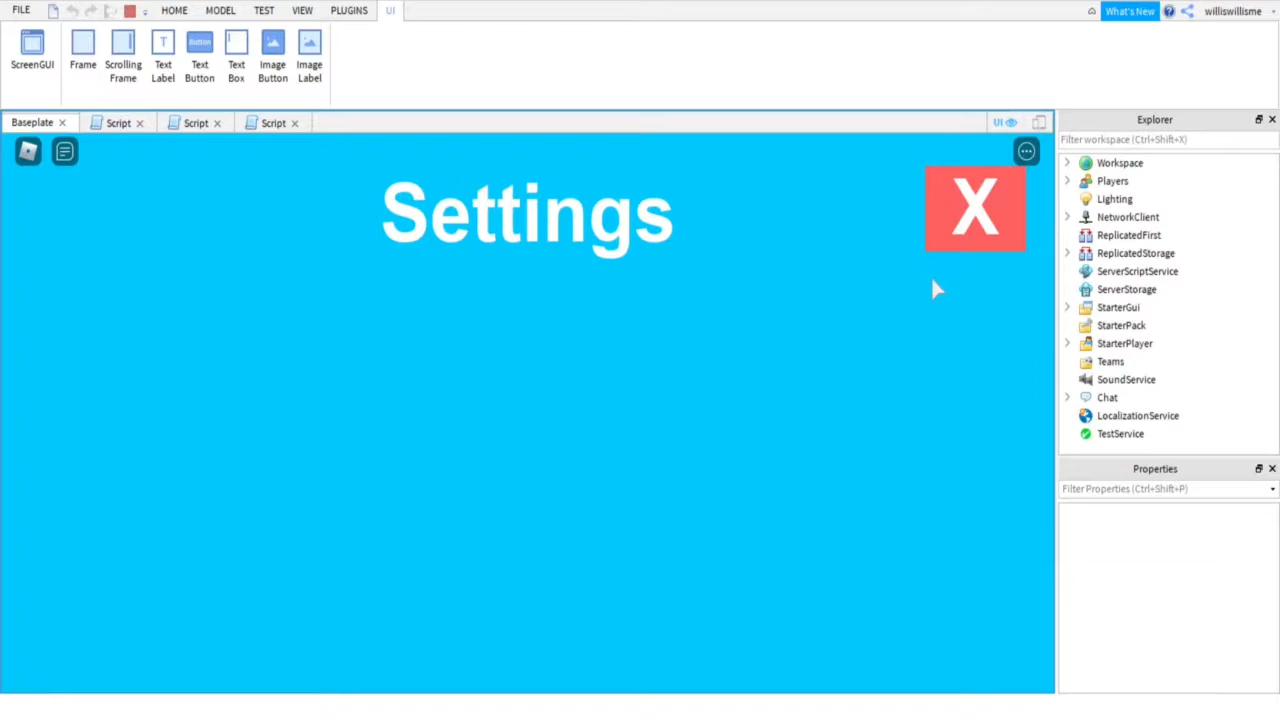 FILE HOME MODEL TEST VIEW PLUGINS UI What's New williswillisme
ScreenGUI Frame Scrolling Frame Text Label Text Button Button Text Box Image Button Image Label
Baseplate Script Script Script UI
Settings
X
Explorer
Filter workspace (Ctrl+Shift+X)
Workspace
Players
Lighting
NetworkClient
ReplicatedFirst
ReplicatedStorage
ServerScriptService
ServerStorage
StarterGui
StarterPack
StarterPlayer
Teams
SoundService
Chat
LocalizationService
TestService
Properties
Filter Properties (Ctrl+Shift+P)